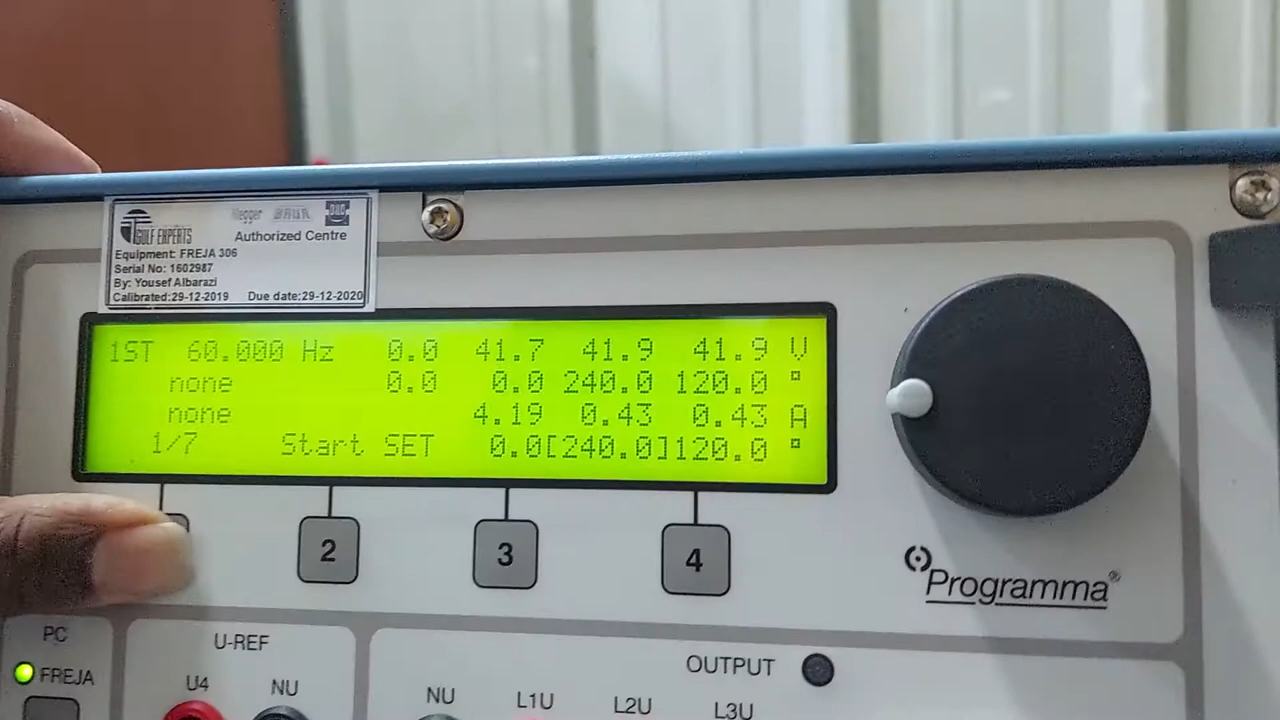 Megger
GULF EXPERTS
Authorized Centre
Equipment: FREJA 306
Serial No: 1602987
By: Yousef Albarazi
Calibrated:29-12-2019 Due date:29-12-2020
1ST 60.000 Hz 0.0 41.7 41.9 41.9 V
none 0.0 0.0 240.0 120.0 °
none 4.19 0.43 0.43 A
1/7 Start SET 0.0[240.0]120.0 °
2 3 4
Programma®
PC
FREJA
U-REF
U4 NU
OUTPUT
NU L1U L2U L3U